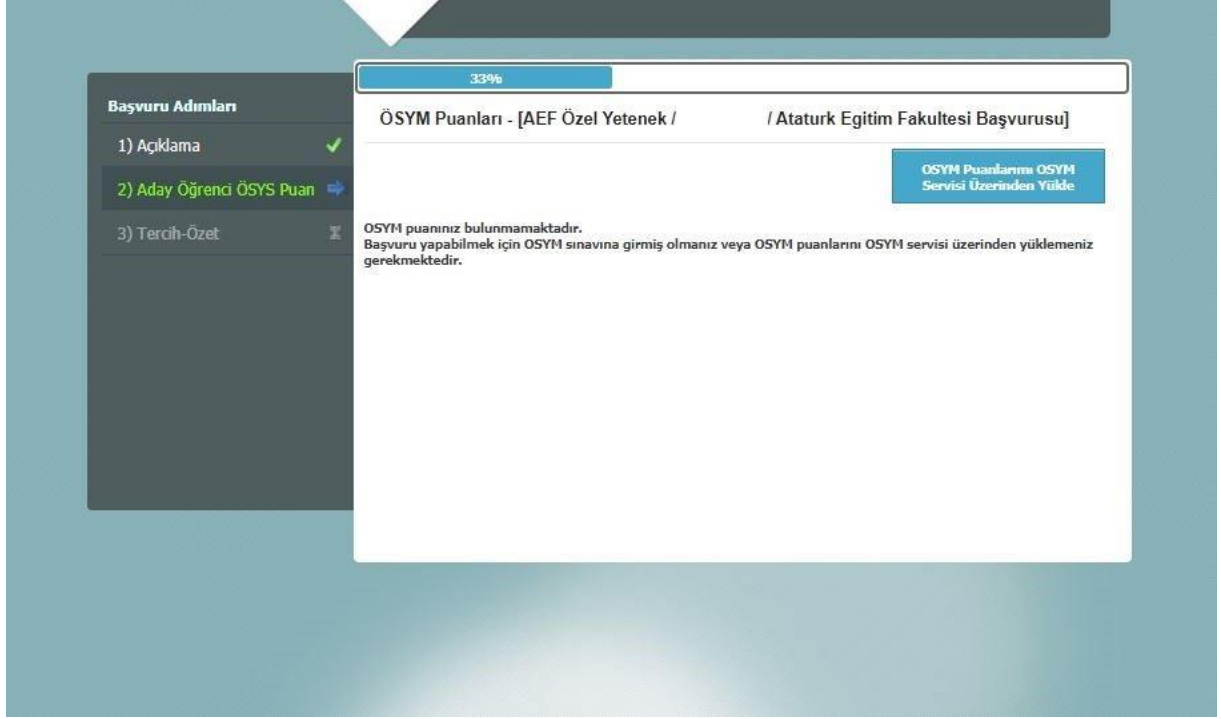 33%
Başvuru Adımları
ÖSYM Puanları - [AEF Özel Yetenek / / Ataturk Egitim Fakultesi Başvurusu]
1) Açıklama
2) Aday Öğrenci ÖSYS Puan
3) Tercih-Özet
OSYM Puanlarımı OSYM
Servisi Üzerinden Yükle
OSYM puanınız bulunmamaktadır.
Başvuru yapabilmek için OSYM sınavına girmiş olmanız veya OSYM puanlarını OSYM servisi üzerinden yüklemeniz
gerekmektedir.